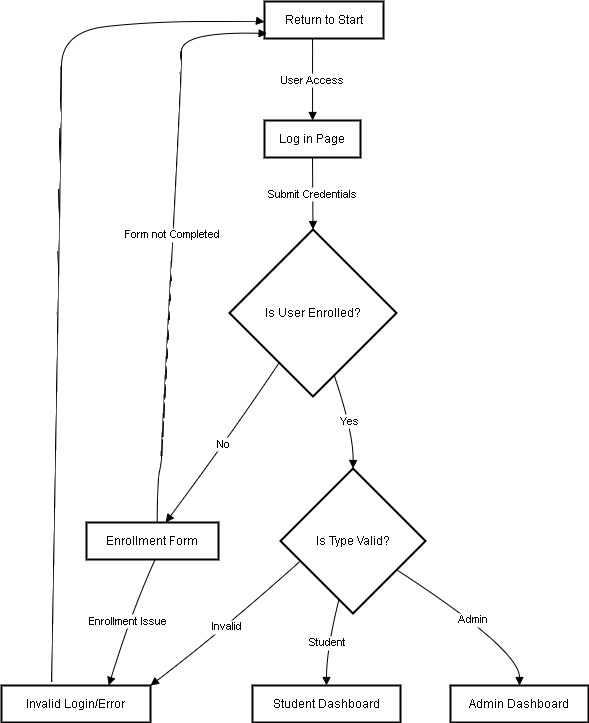 Return to Start
User Access
Log in Page
Submit Credentials
Form not Completed
Is User Enrolled?
No
Yes
Enrollment Form
Is Type Valid?
Enrollment Issue
Invalid
Student
Admin
Invalid Login/Error
Student Dashboard
Admin Dashboard